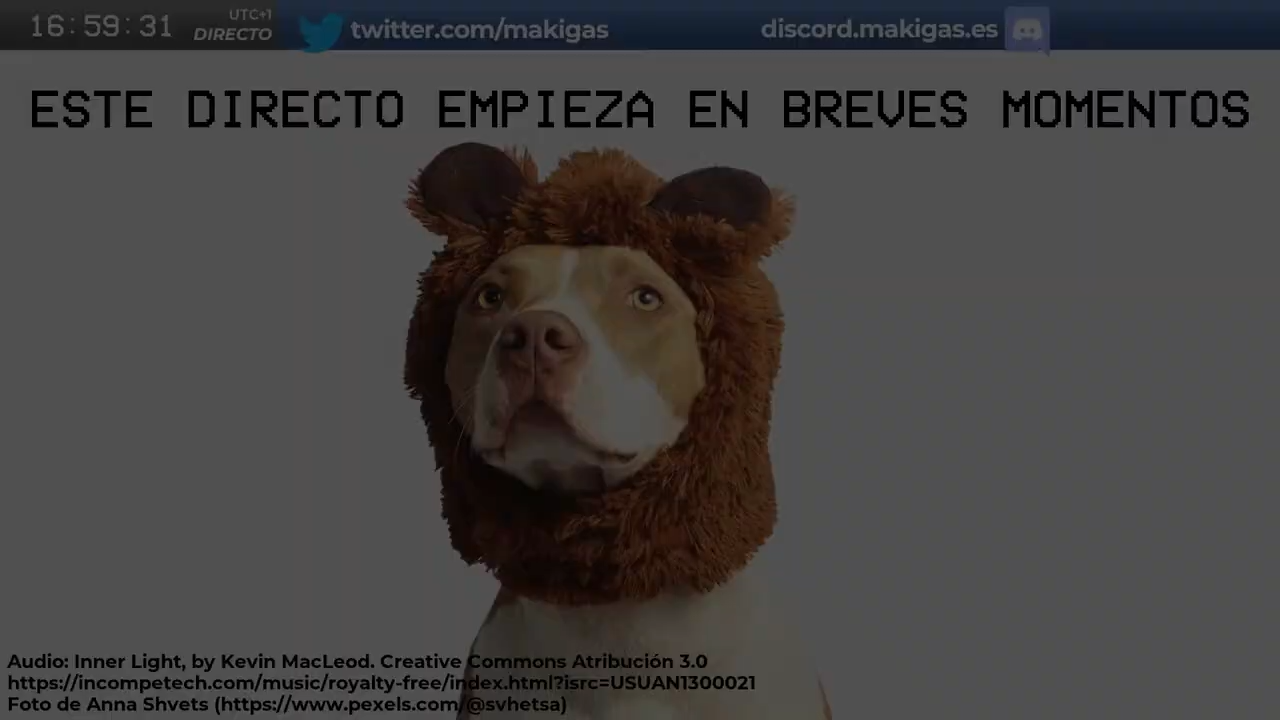 16:59:31
UTC+1
DIRECTO
twitter.com/makigas
discord.makigas.es
ESTE DIRECTO EMPIEZA EN BREVES MOMENTOS
Audio: Inner Light, by Kevin MacLeod. Creative Commons Atribución 3.0
https://incompetech.com/music/royalty-free/index.html?isrc=USUAN1300021
Foto de Anna Shvets (https://www.pexels.com/@svhetsa)